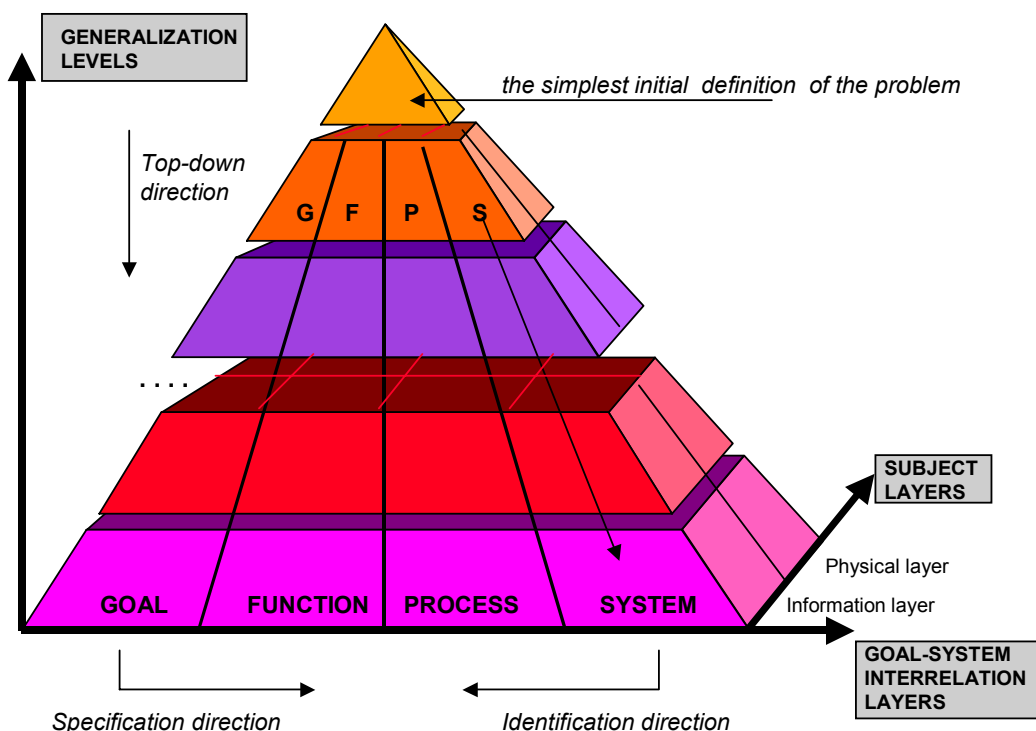 GENERALIZATION
LEVELS
the simplest initial definition of the problem
Top-down
direction
G F P S
. . . .
SUBJECT
LAYERS
Physical layer
Information layer
GOAL FUNCTION PROCESS SYSTEM
GOAL-SYSTEM
INTERRELATION
LAYERS
Specification direction
Identification direction